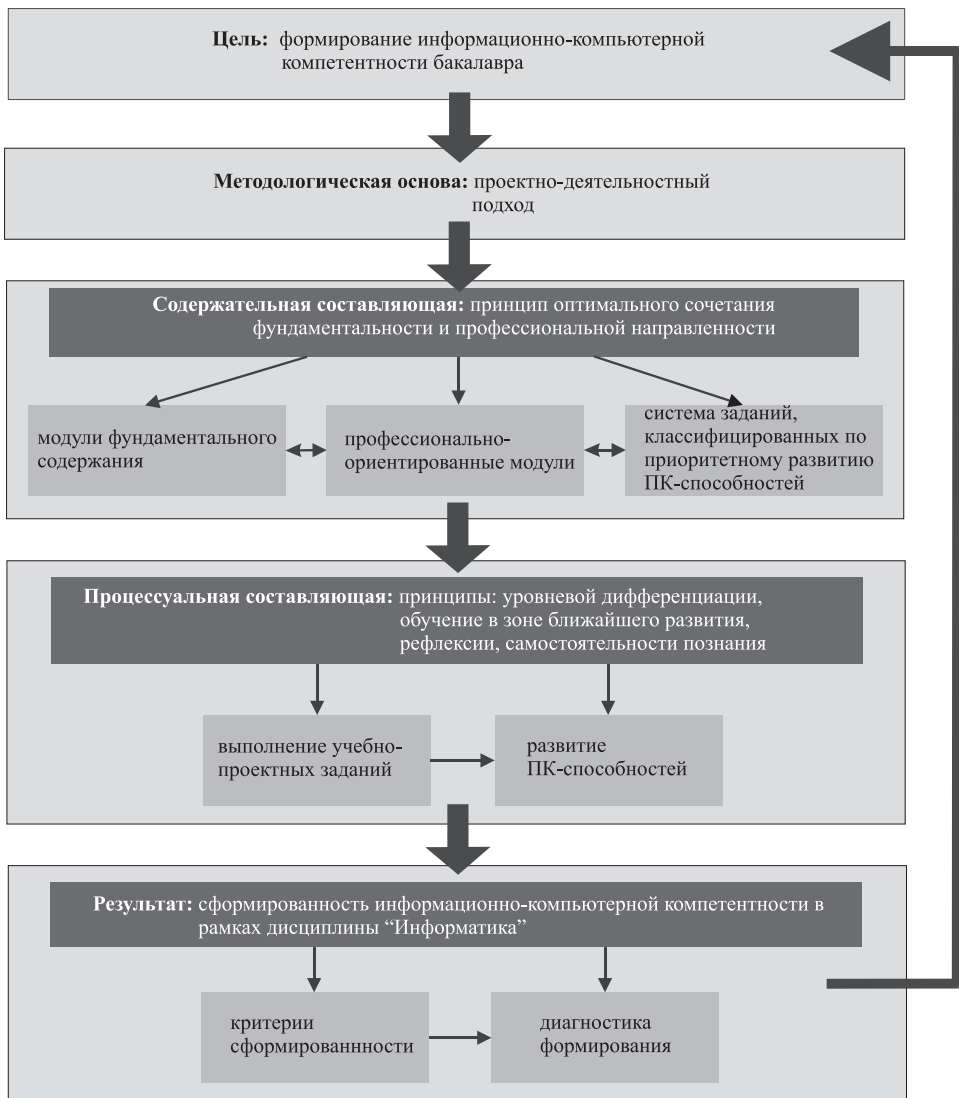 Цель: формирование информационно-компьютерной
компетентности бакалавра
Методологическая основа: проектно-деятельностный
подход
Содержательная составляющая: принцип оптимального сочетания
фундаментальности и профессиональной направленности
модули фундаментального
содержания
профессионально-
ориентированные модули
система заданий,
классифицированных по
приоритетному развитию
ПК-способностей
Процессуальная составляющая: принципы: уровневой дифференциации,
обучение в зоне ближайшего развития,
рефлексии, самостоятельности познания
выполнение учебно-
проектных заданий
развитие
ПК-способностей
Результат: сформированность информационно-компьютерной компетентности в
рамках дисциплины “Информатика”
критерии
сформированнности
диагностика
формирования